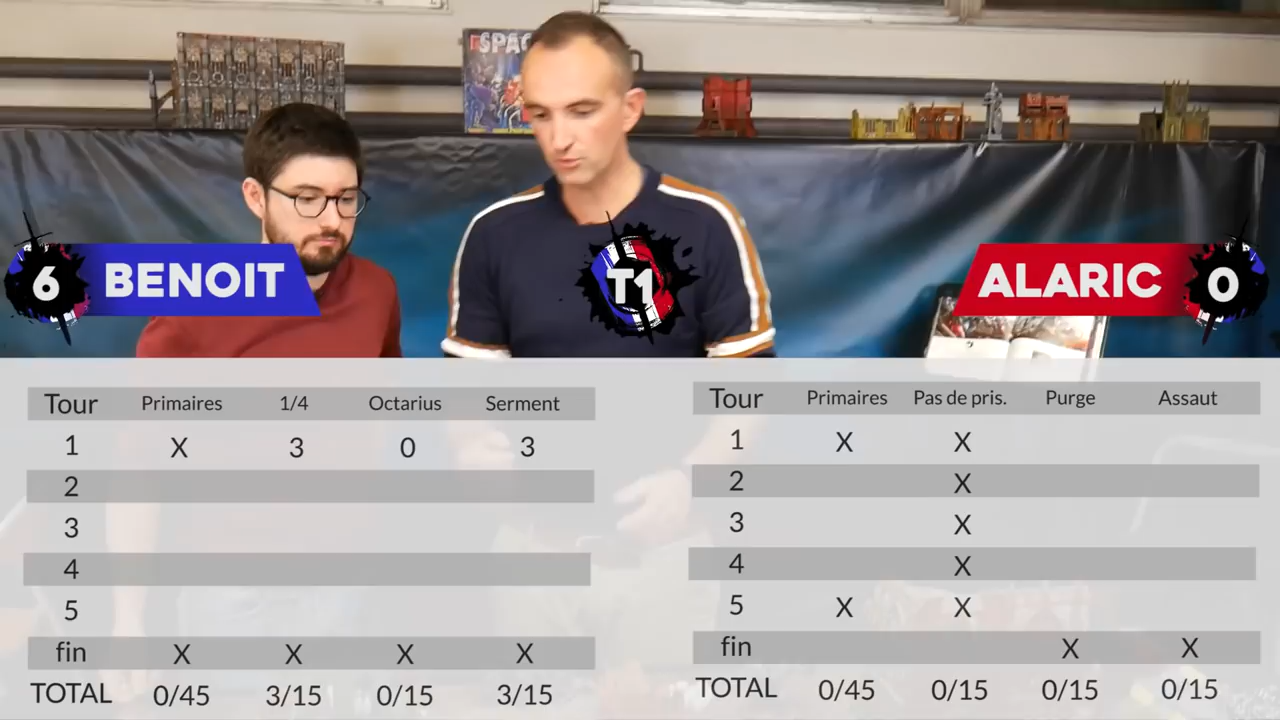 SPAC
6 BENOIT
T1
ALARIC 0
Tour Primaires 1/4 Octarius Serment
1 X 3 0 3
2
3
4
5
fin X X X X
TOTAL 0/45 3/15 0/15 3/15
Tour Primaires Pas de pris. Purge Assaut
1 X X
2 X
3 X
4 X
5 X X
fin X X
TOTAL 0/45 0/15 0/15 0/15